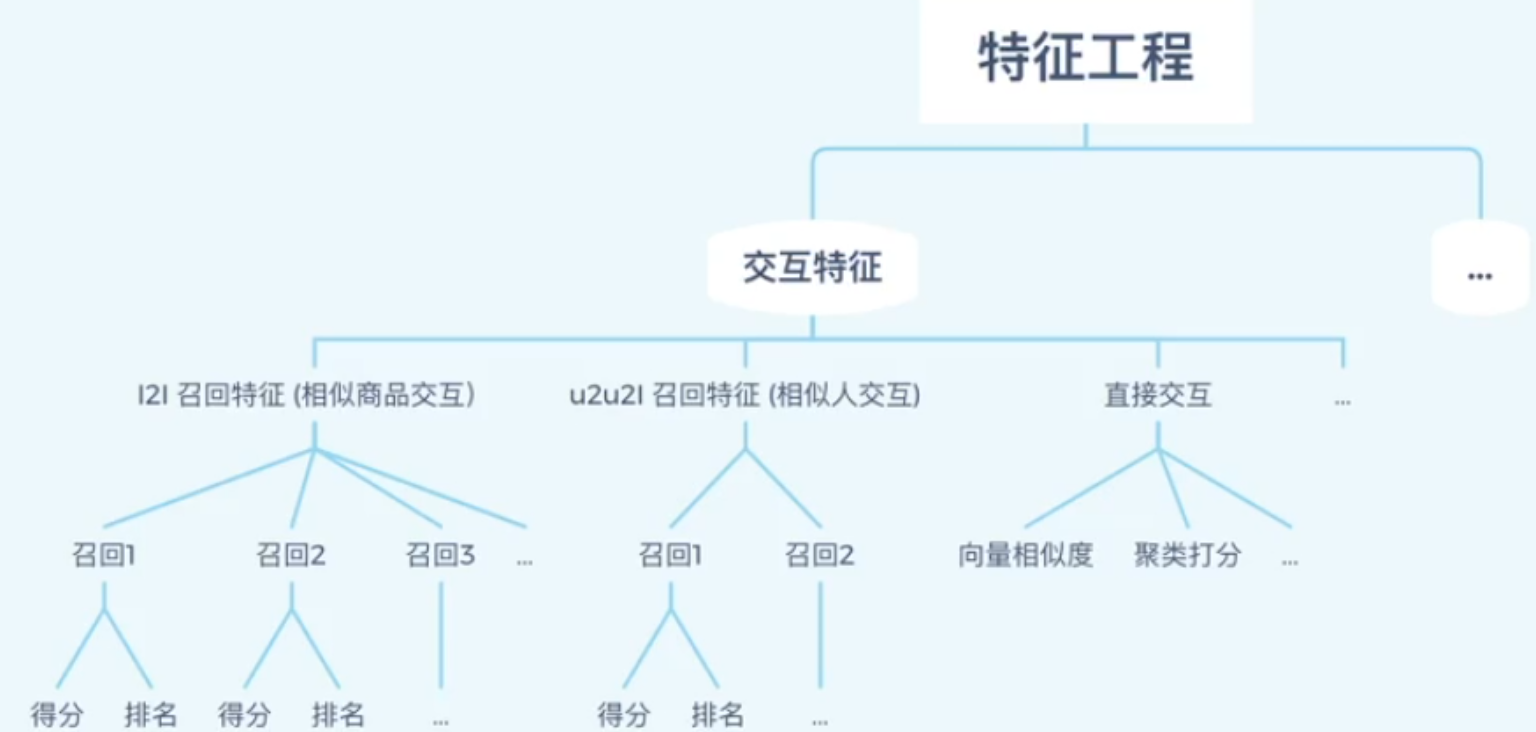 特征工程
交互特征
...
I2I 召回特征 (相似商品交互)
u2u2I 召回特征 (相似人交互)
直接交互
...
召回1
召回2
召回3
...
召回1
召回2
向量相似度
聚类打分
...
得分
排名
得分
排名
...
得分
排名
...